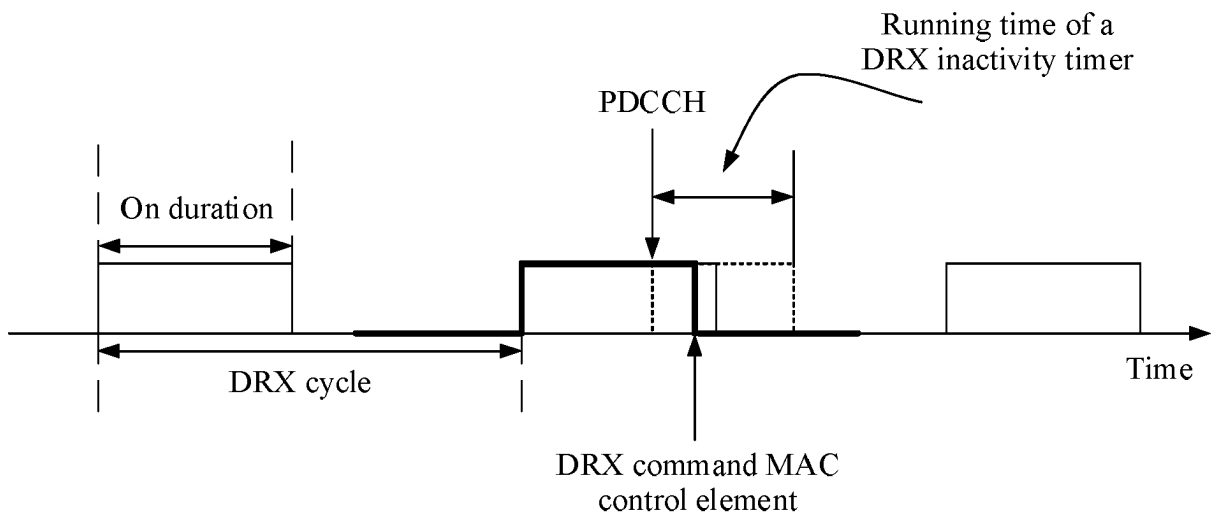 Running time of a
DRX inactivity timer
PDCCH
On duration
DRX cycle
Time
DRX command MAC
control element